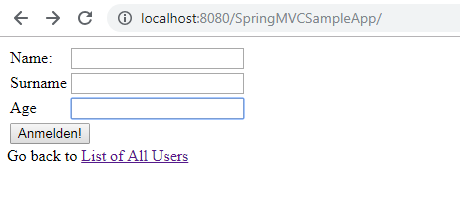 localhost:8080/SpringMVCSampleApp/
Name:
Surname
Age
Anmelden!
Go back to List of All Users